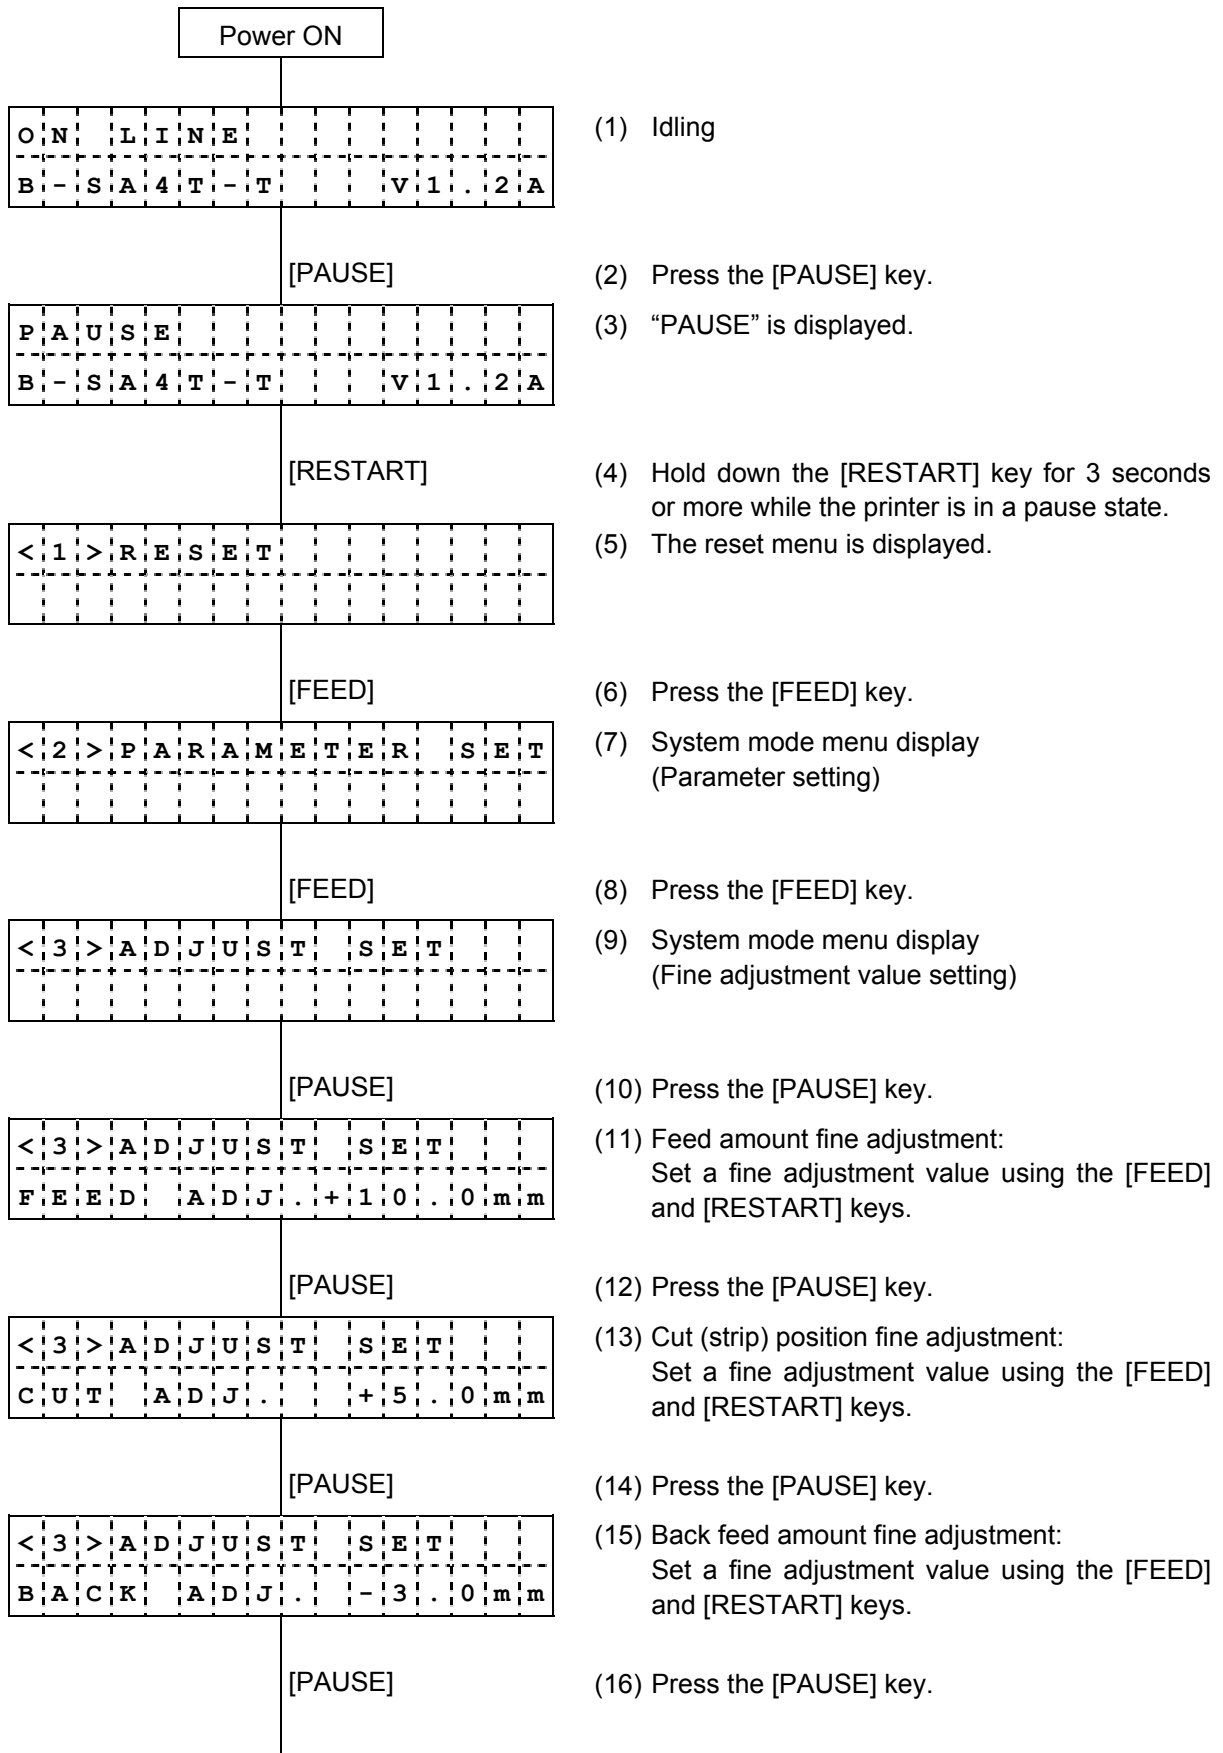 Power ON
ON LINE
B-SA4T-T   V1.2A
(1) Idling
[PAUSE]
(2) Press the [PAUSE] key.
PAUSE
B-SA4T-T   V1.2A
(3) “PAUSE” is displayed.
[RESTART]
(4) Hold down the [RESTART] key for 3 seconds
or more while the printer is in a pause state.
<1>RESET
(5) The reset menu is displayed.
[FEED]
(6) Press the [FEED] key.
<2>PARAMETER SET
(7) System mode menu display
(Parameter setting)
[FEED]
(8) Press the [FEED] key.
<3>ADJUST SET
(9) System mode menu display
(Fine adjustment value setting)
[PAUSE]
(10) Press the [PAUSE] key.
<3>ADJUST SET
FEED ADJ.+10.0mm
(11) Feed amount fine adjustment:
Set a fine adjustment value using the [FEED]
and [RESTART] keys.
[PAUSE]
(12) Press the [PAUSE] key.
<3>ADJUST SET
CUT ADJ.  +5.0mm
(13) Cut (strip) position fine adjustment:
Set a fine adjustment value using the [FEED]
and [RESTART] keys.
[PAUSE]
(14) Press the [PAUSE] key.
<3>ADJUST SET
BACK ADJ. -3.0mm
(15) Back feed amount fine adjustment:
Set a fine adjustment value using the [FEED]
and [RESTART] keys.
[PAUSE]
(16) Press the [PAUSE] key.